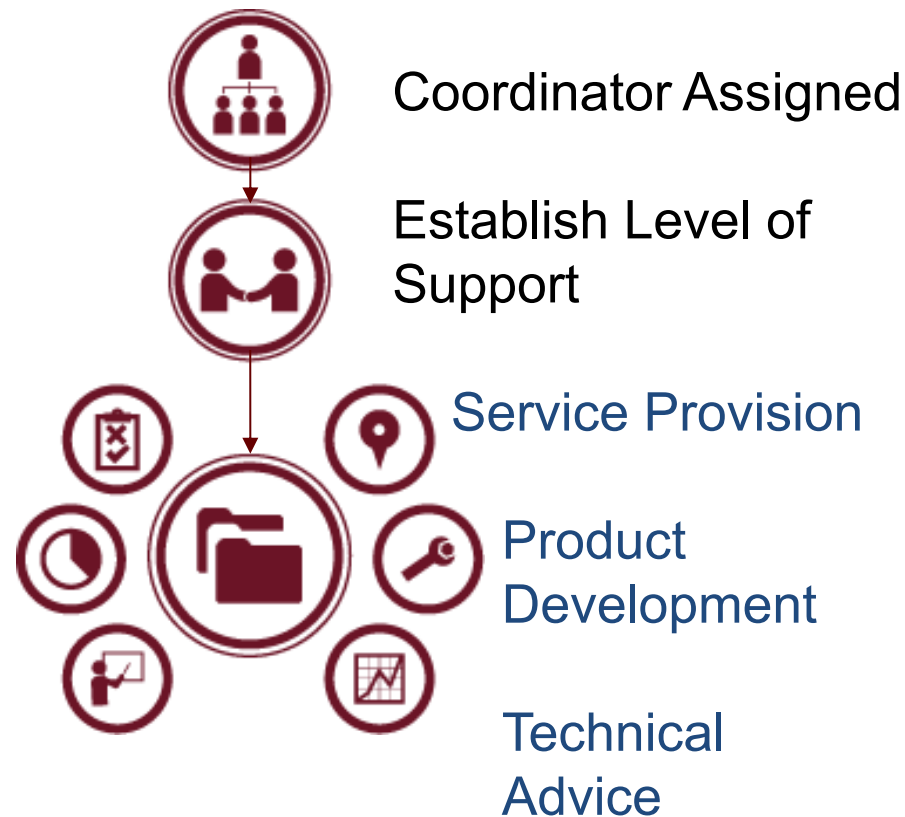 Coordinator Assigned
Establish Level of
Support
Service Provision
Product
Development
Technical
Advice